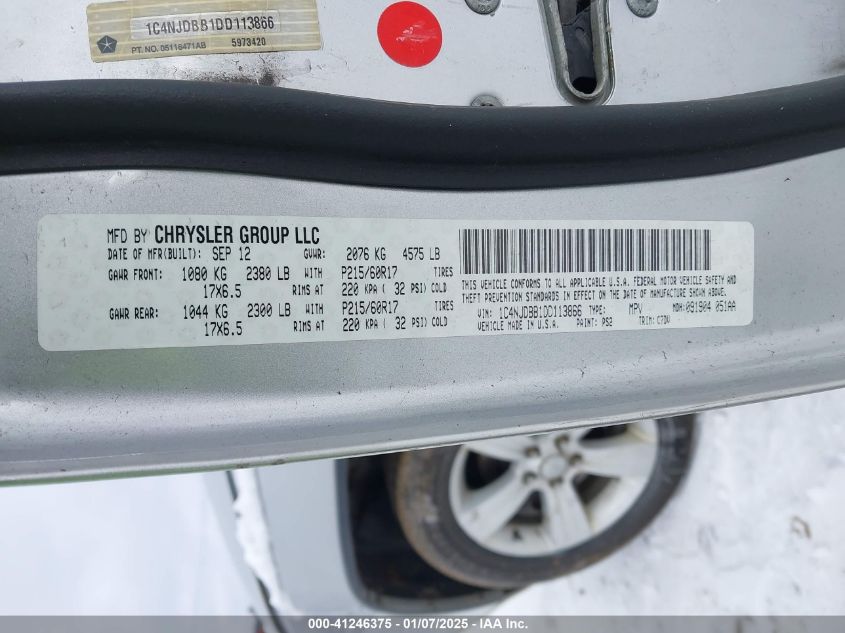 1C4NJDBB1DD113866
PT. NO. 05116471AB 5973420
MFD BY CHRYSLER GROUP LLC
DATE OF MFR(BUILT): SEP 12 GVWR: 2076 KG 4575 LB
GAWR FRONT: 1080 KG 2380 LB WITH P215/60R17 TIRES
17X6.5 RIMS AT 220 KPA ( 32 PSI) COLD
GAWR REAR: 1044 KG 2300 LB WITH P215/60R17 TIRES
17X6.5 RIMS AT 220 KPA ( 32 PSI) COLD
THIS VEHICLE CONFORMS TO ALL APPLICABLE U.S.A. FEDERAL MOTOR VEHICLE SAFETY AND
THEFT PREVENTION STANDARDS IN EFFECT ON THE DATE OF MANUFACTURE SHOWN ABOVE.
VIN: 1C4NJDBB1DD113866 TYPE: MPV MDH: 091904 051AA
VEHICLE MADE IN U.S.A. PAINT: PS2 TRIM: C7DV
000-41246375 - 01/07/2025 - IAA Inc.